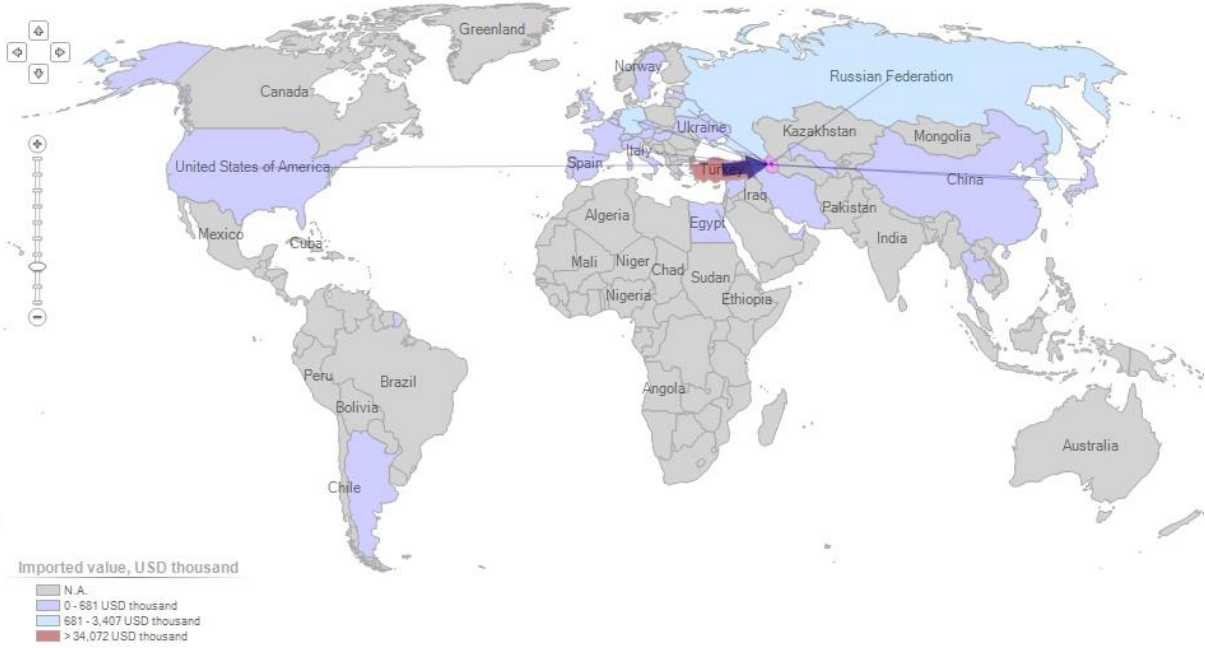 Greenland
Norway
Russian Federation
Canada
Ukraine
Kazakhstan
Mongolia
Italy
United States of America
Spain
Turkey
China
Iraq
Pakistan
Mexico
Cuba
Algeria
Egypt
India
Mali
Niger
Chad
Sudan
Nigeria
Ethiopia
Peru
Brazil
Angola
Bolivia
Australia
Chile
Imported value, USD thousand
N.A.
0 - 681 USD thousand
681 - 3,407 USD thousand
> 34,072 USD thousand